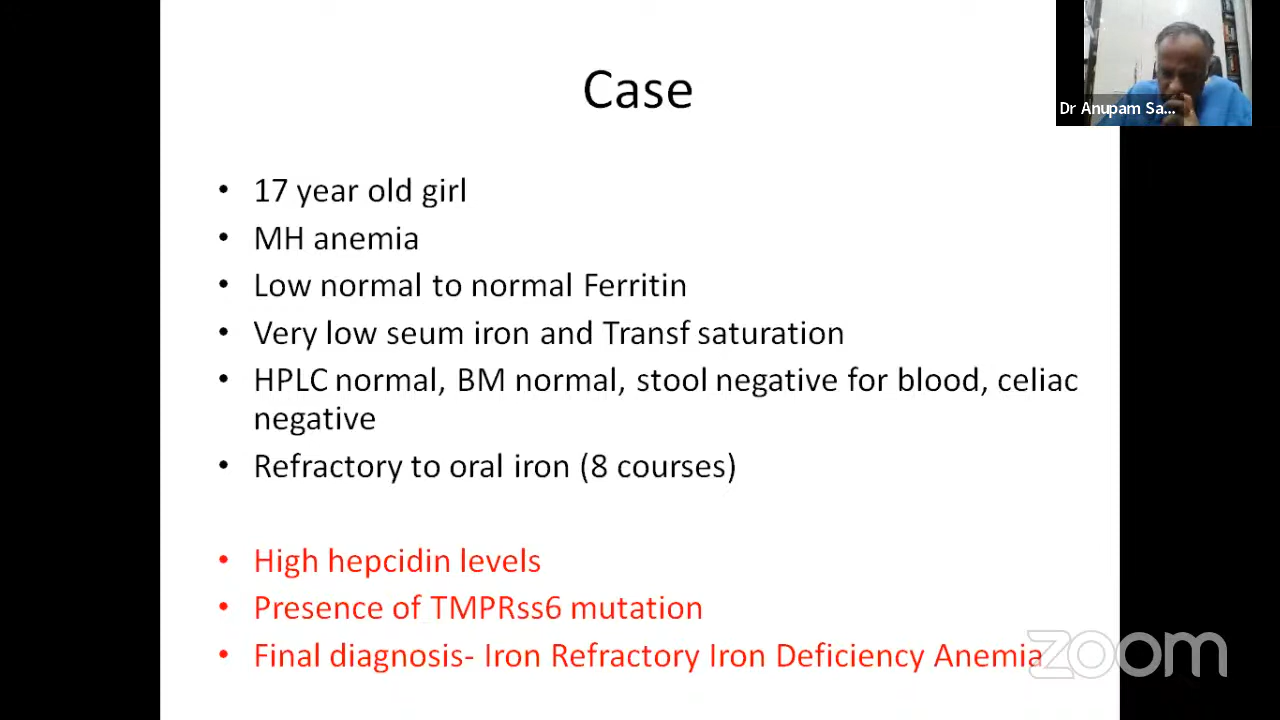 Case
Dr Anupam Sa...
• 17 year old girl
• MH anemia
• Low normal to normal Ferritin
• Very low seum iron and Transf saturation
• HPLC normal, BM normal, stool negative for blood, celiac
negative
• Refractory to oral iron (8 courses)
• High hepcidin levels
• Presence of TMPRss6 mutation
• Final diagnosis- Iron Refractory Iron Deficiency Anemia
zoom